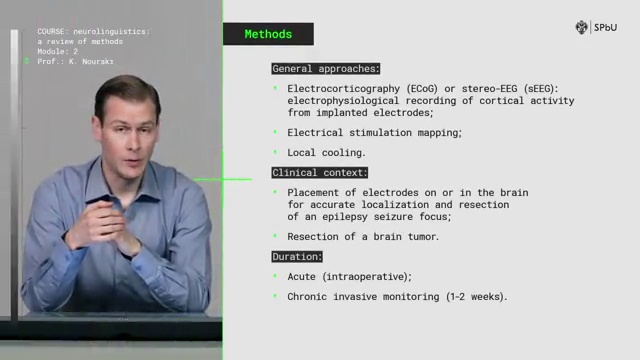 COURSE: neurolinguistics:
a review of methods
Module: 2
Prof.: K. Nourski
Methods
SPbU
General approaches:
Electrocorticography (ECoG) or stereo-EEG (sEEG):
electrophysiological recording of cortical activity
from implanted electrodes;
Electrical stimulation mapping;
Local cooling.
Clinical context:
Placement of electrodes on or in the brain
for accurate localization and resection
of an epilepsy seizure focus;
Resection of a brain tumor.
Duration:
Acute (intraoperative);
Chronic invasive monitoring (1-2 weeks).